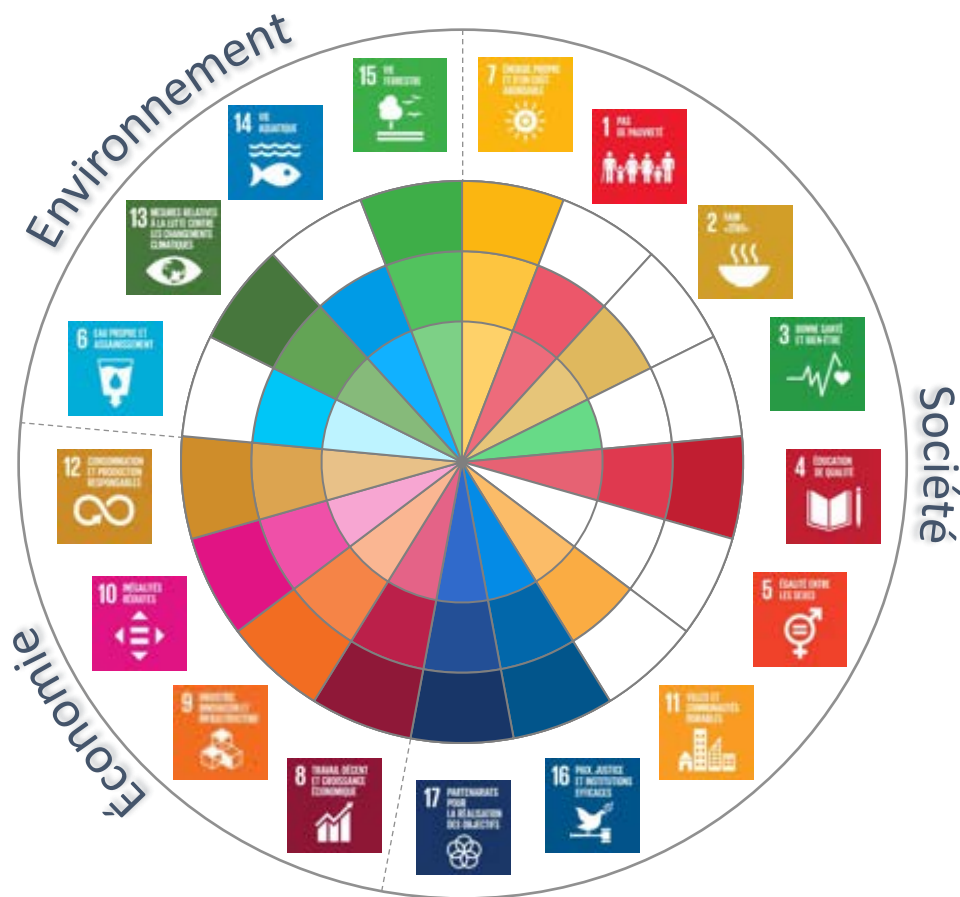 Environnement
Société
Économie
15 VIE
TERRESTRE
7 ÉNERGIE PROPRE
ET D'UN COÛT
ABORDABLE
1 PAS
DE PAUVRETÉ
2 FAIM
«ZÉRO»
3 BONNE SANTÉ
ET BIEN-ÊTRE
4 ÉDUCATION
DE QUALITÉ
5 ÉGALITÉ ENTRE
LES SEXES
11 VILLES ET
COMMUNAUTÉS
DURABLES
16 PAIX, JUSTICE
ET INSTITUTIONS
EFFICACES
17 PARTENARIATS
POUR
LA RÉALISATION
DES OBJECTIFS
8 TRAVAIL DÉCENT
ET CROISSANCE
ÉCONOMIQUE
9 INDUSTRIE,
INNOVATION ET
INFRASTRUCTURE
10 INÉGALITÉS
RÉDUITES
12 CONSOMMATION
ET PRODUCTION
RESPONSABLES
6 EAU PROPRE ET
ASSAINISSEMENT
13 MESURES RELATIVES
À LA LUTTE CONTRE
LES CHANGEMENTS
CLIMATIQUES
14 VIE
AQUATIQUE